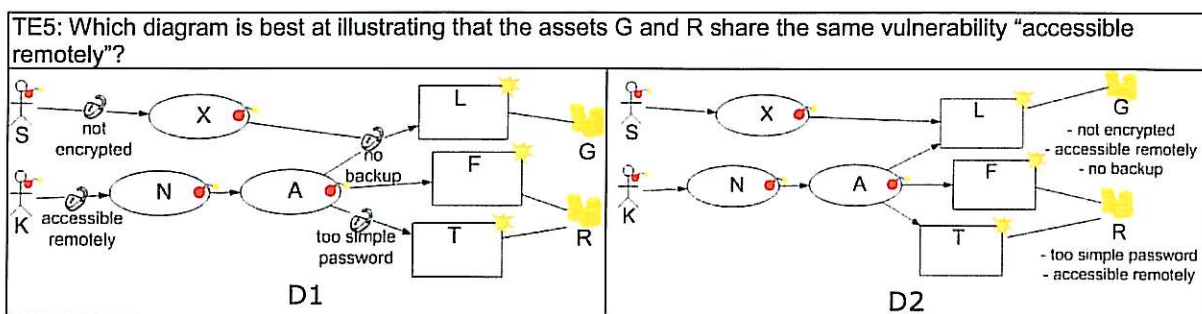 TE5: Which diagram is best at illustrating that the assets G and R share the same vulnerability “accessible
remotely”?
S
not
encrypted
X
K
accessible
remotely
N
A
no
backup
too simple
password
L
F
T
G
R
D1
S
X
K
N
A
L
F
T
G
- not encrypted
- accessible remotely
- no backup
R
- too simple password
- accessible remotely
D2